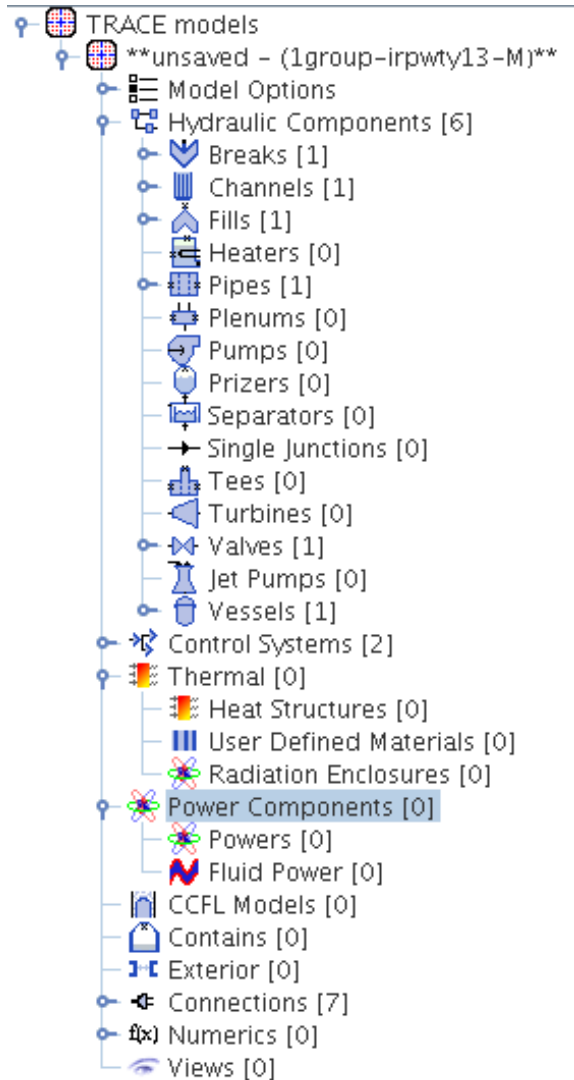 TRACE models
**unsaved - (1group-irpwty13-M)**
Model Options
Hydraulic Components [6]
Breaks [1]
Channels [1]
Fills [1]
Heaters [0]
Pipes [1]
Plenums [0]
Pumps [0]
Prizers [0]
Separators [0]
Single Junctions [0]
Tees [0]
Turbines [0]
Valves [1]
Jet Pumps [0]
Vessels [1]
Control Systems [2]
Thermal [0]
Heat Structures [0]
User Defined Materials [0]
Radiation Enclosures [0]
Power Components [0]
Powers [0]
Fluid Power [0]
CCFL Models [0]
Contains [0]
Exterior [0]
Connections [7]
f(x) Numerics [0]
Views [0]